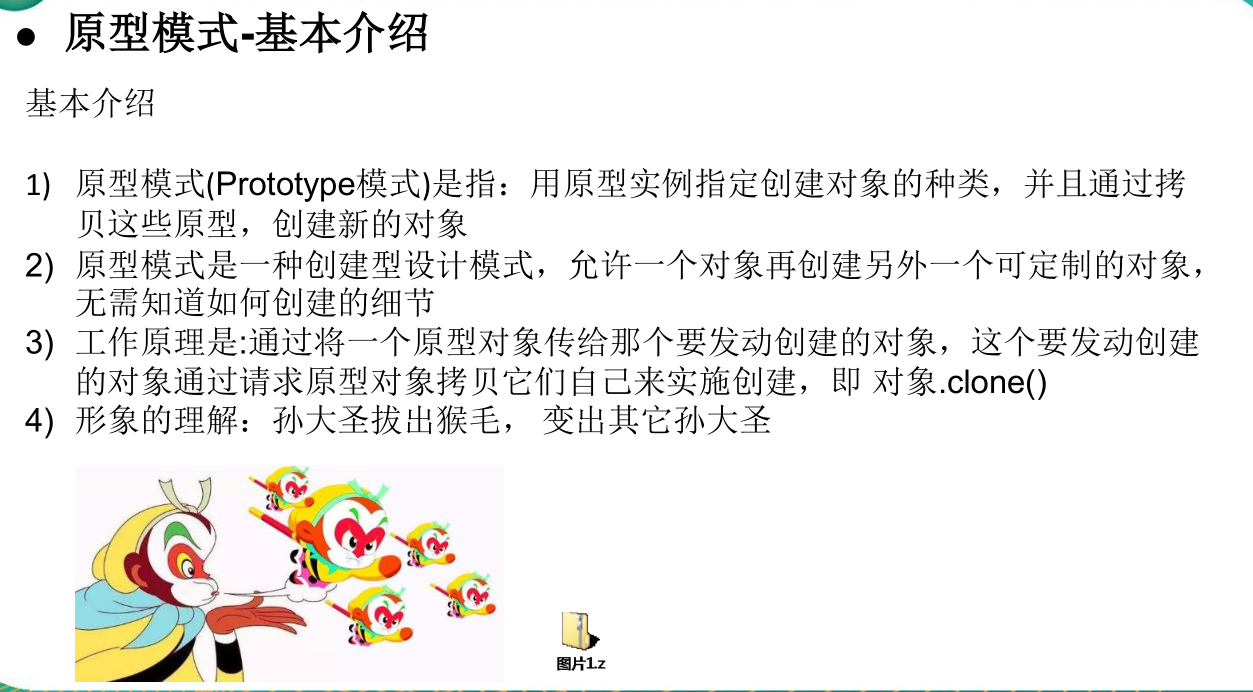 ● 原型模式-基本介绍
基本介绍
1) 原型模式(Prototype模式)是指：用原型实例指定创建对象的种类，并且通过拷
贝这些原型，创建新的对象
2) 原型模式是一种创建型设计模式，允许一个对象再创建另外一个可定制的对象，
无需知道如何创建的细节
3) 工作原理是:通过将一个原型对象传给那个要发动创建的对象，这个要发动创建
的对象通过请求原型对象拷贝它们自己来实施创建，即 对象.clone()
4) 形象的理解：孙大圣拔出猴毛， 变出其它孙大圣
图片1.z